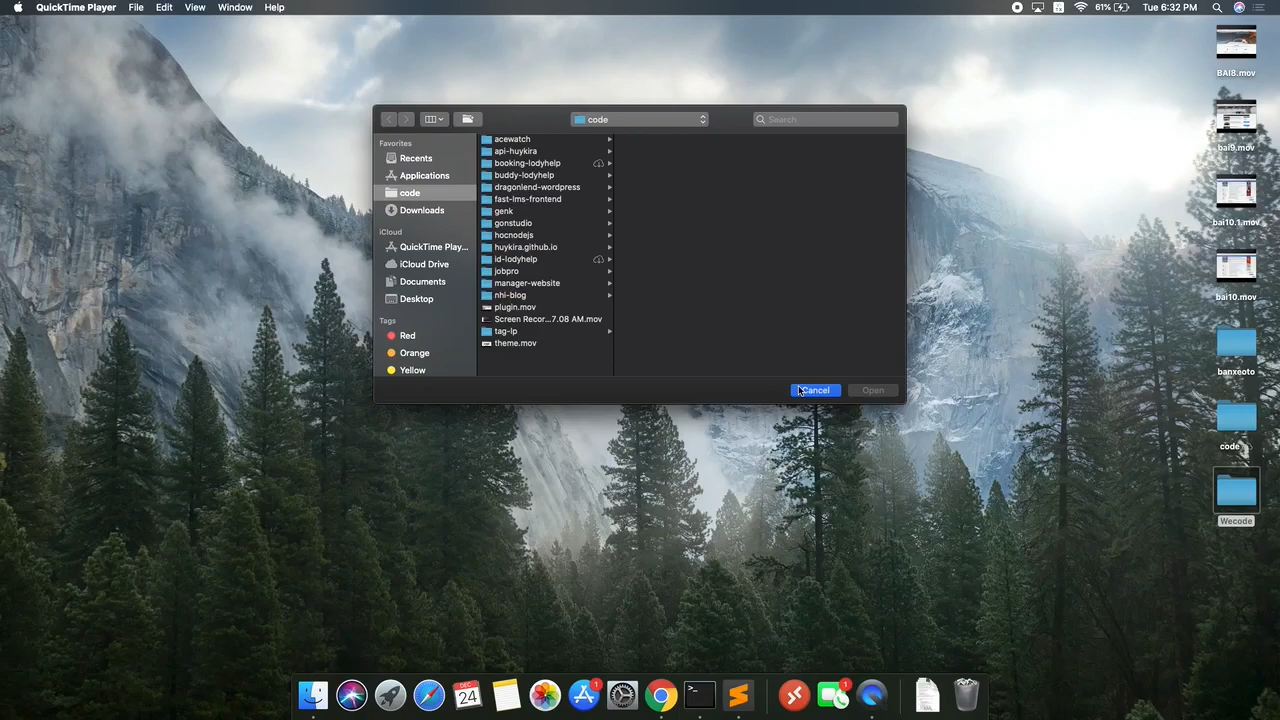 QuickTime Player File Edit View Window Help
61% Tue 6:32 PM
code
Search
Favorites
Recents
Applications
code
Downloads
iCloud
QuickTime Play...
iCloud Drive
Documents
Desktop
Tags
Red
Orange
Yellow
acewatch
api-huykira
booking-lodyhelp
buddy-lodyhelp
dragonlend-wordpress
fast-lms-frontend
genk
gonstudio
hocnodejs
huykira.github.io
id-lodyhelp
jobpro
manager-website
nhi-blog
plugin.mov
Screen Recor...7.08 AM.mov
tag-lp
theme.mov
Cancel
Open
BAI8.mov
bai9.mov
bai10.1.mov
bai10.mov
banxeoto
code
Wecode
1
DEC
24
1